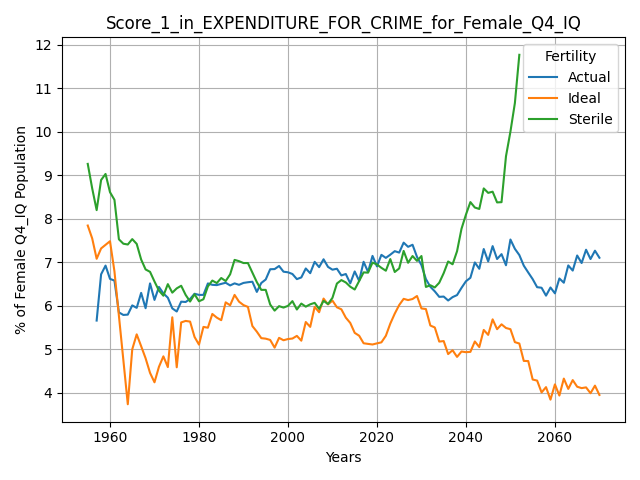 Score_1_in_EXPENDITURE_FOR_CRIME_for_Female_Q4_IQ
Fertility
Actual
Ideal
Sterile
% of Female Q4_IQ Population
12
11
10
9
8
7
6
5
4
1960 1980 2000 2020 2040 2060
Years